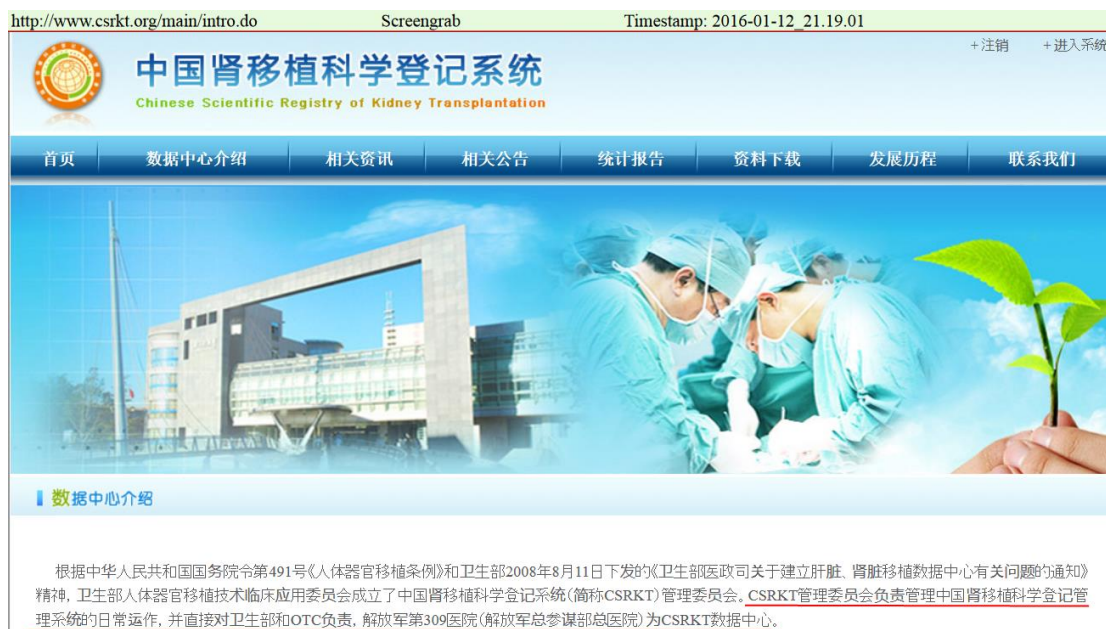 http://www.csrkt.org/main/intro.do Screengrab Timestamp: 2016-01-12_21.19.01
+注销 +进入系统
中国肾移植科学登记系统
Chinese Scientific Registry of Kidney Transplantation
首页 数据中心介绍 相关资讯 相关公告 统计报告 资料下载 发展历程 联系我们
数据中心介绍
根据中华人民共和国国务院令第491号《人体器官移植条例》和卫生部2008年8月11日下发的《卫生部医政司关于建立肝脏、肾脏移植数据中心有关问题的通知》
精神, 卫生部人体器官移植技术临床应用委员会成立了中国肾移植科学登记系统(简称CSRKT)管理委员会。CSRKT管理委员会负责管理中国肾移植科学登记管
理系统的日常运作, 并直接对卫生部和OTC负责, 解放军第309医院(解放军总参谋部总医院)为CSRKT数据中心。